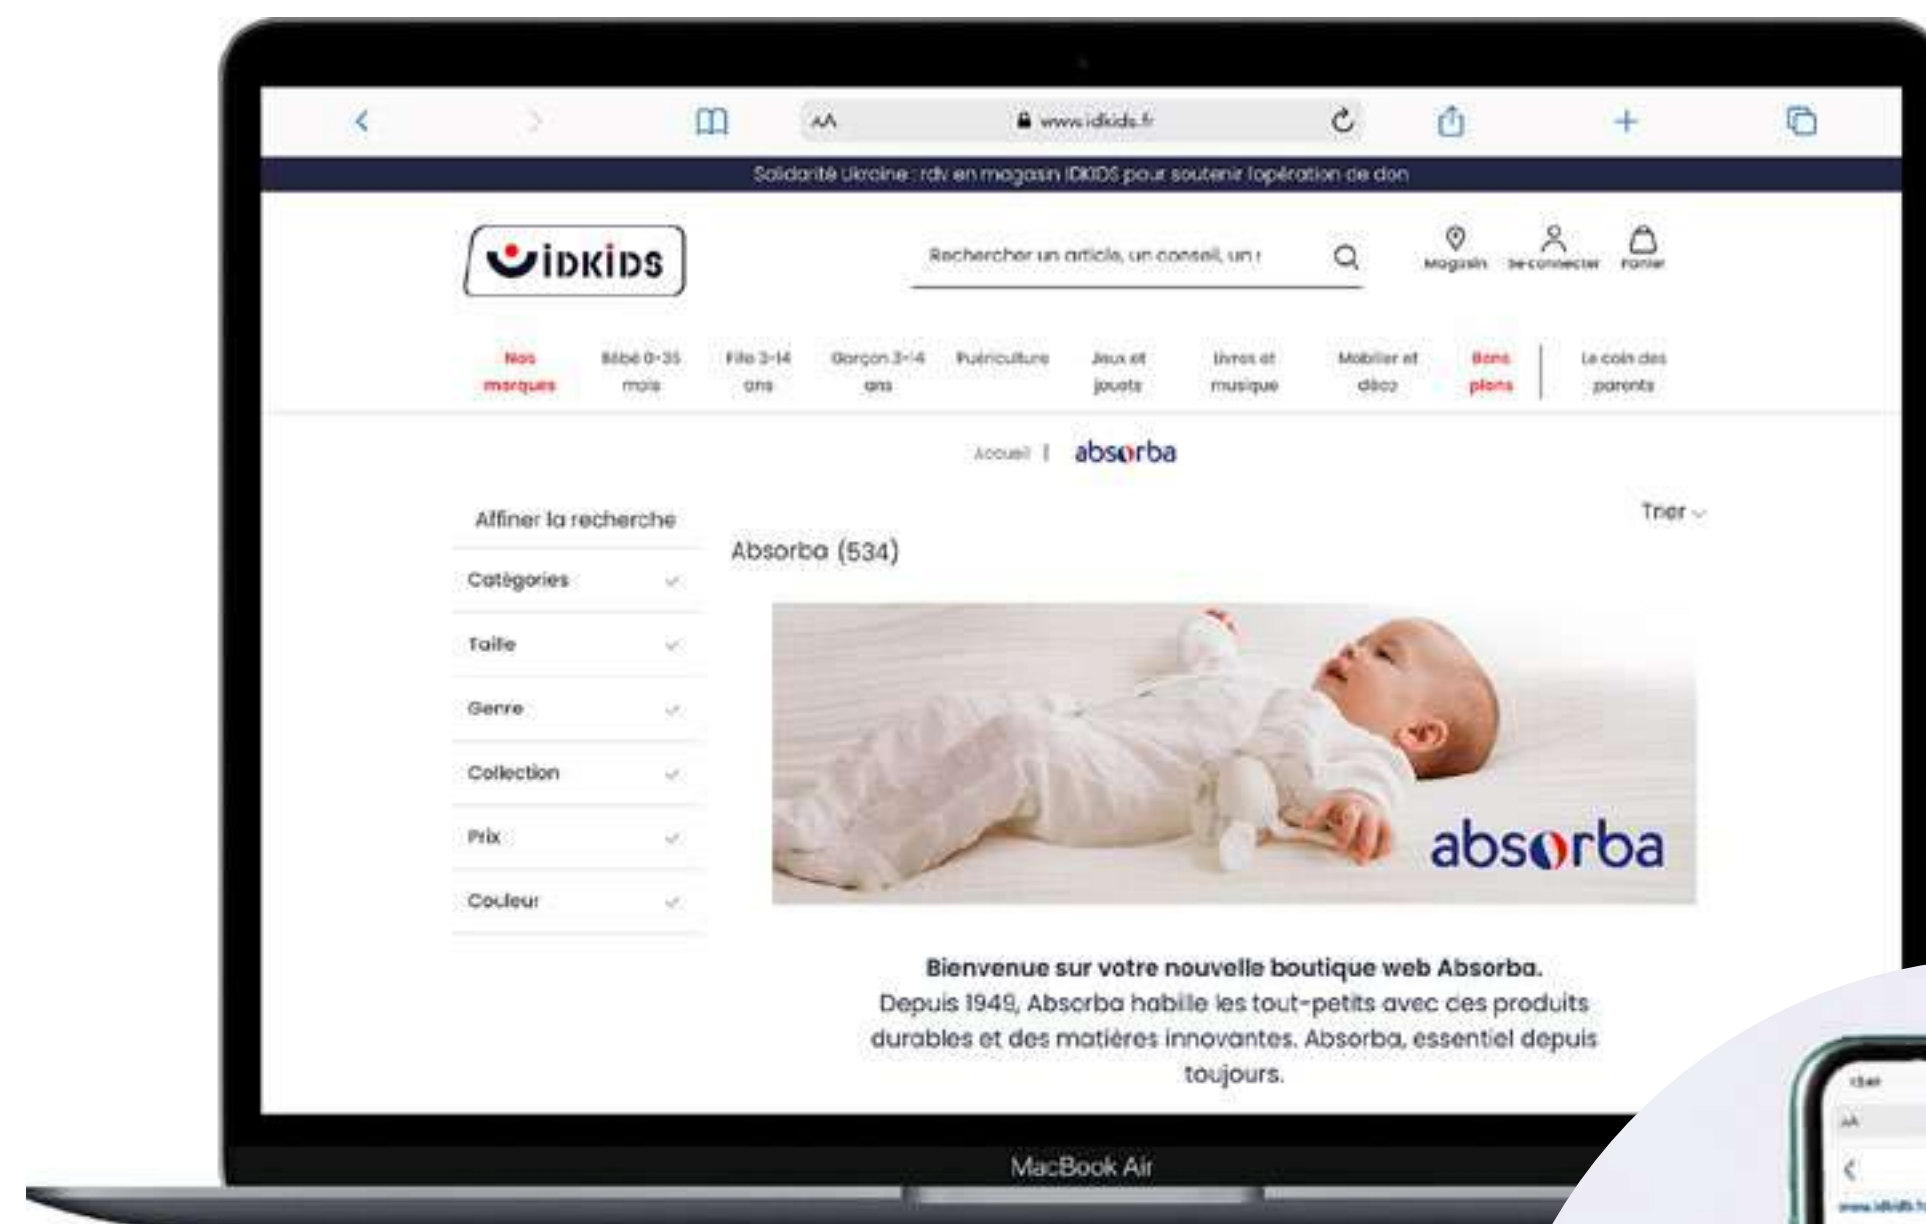 AA
www.idkids.fr
Solidarité Ukraine : rdv en magasin IDKIDS pour soutenir l'opération de don
IDKIDS
Rechercher un article, un conseil, un r
Magasin Se connecter Panier
Nos marques
Bébé 0-36 mois
Fille 3-14 ans
Garçon 3-14 ans
Puériculture
Jeux et jouets
Livres et musique
Mobilier et déco
Bons plans
Le coin des parents
Accueil | absorba
Affiner la recherche
Trier
Absorba (534)
Catégories
Taille
Genre
Collection
Prix
Couleur
absorba
Bienvenue sur votre nouvelle boutique web Absorba.
Depuis 1949, Absorba habille les tout-petits avec des produits
durables et des matières innovantes. Absorba, essentiel depuis
toujours.
MacBook Air
AA